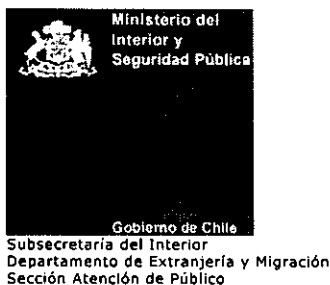 Ministerio del
Interior y
Seguridad Pública
Gobierno de Chile
Subsecretaría del Interior
Departamento de Extranjería y Migración
Sección Atención de Público